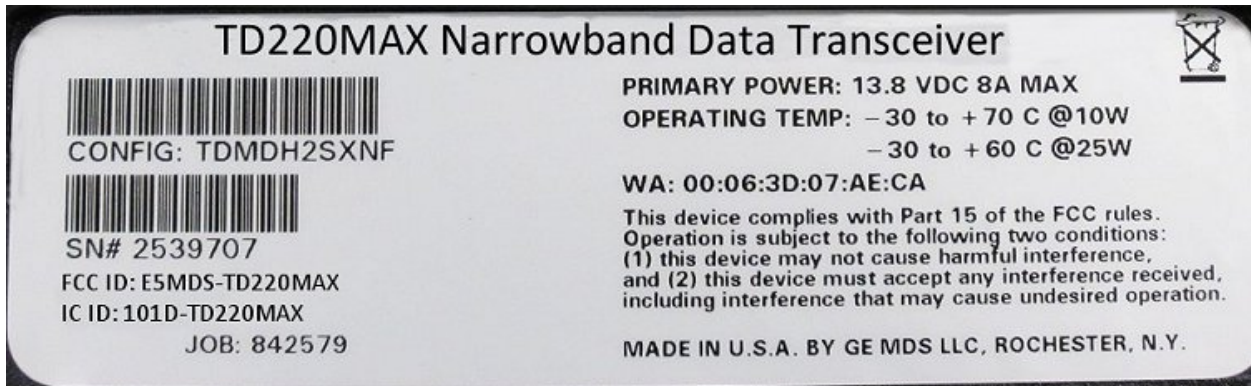 TD220MAX Narrowband Data Transceiver
CONFIG: TDMDH2SXNF
SN# 2539707
FCC ID: E5MDS-TD220MAX
IC ID: 101D-TD220MAX
JOB: 842579
PRIMARY POWER: 13.8 VDC 8A MAX
OPERATING TEMP: – 30 to + 70 C @10W
– 30 to + 60 C @25W
WA: 00:06:3D:07:AE:CA
This device complies with Part 15 of the FCC rules.
Operation is subject to the following two conditions:
(1) this device may not cause harmful interference,
and (2) this device must accept any interference received,
including interference that may cause undesired operation.
MADE IN U.S.A. BY GE MDS LLC, ROCHESTER, N.Y.